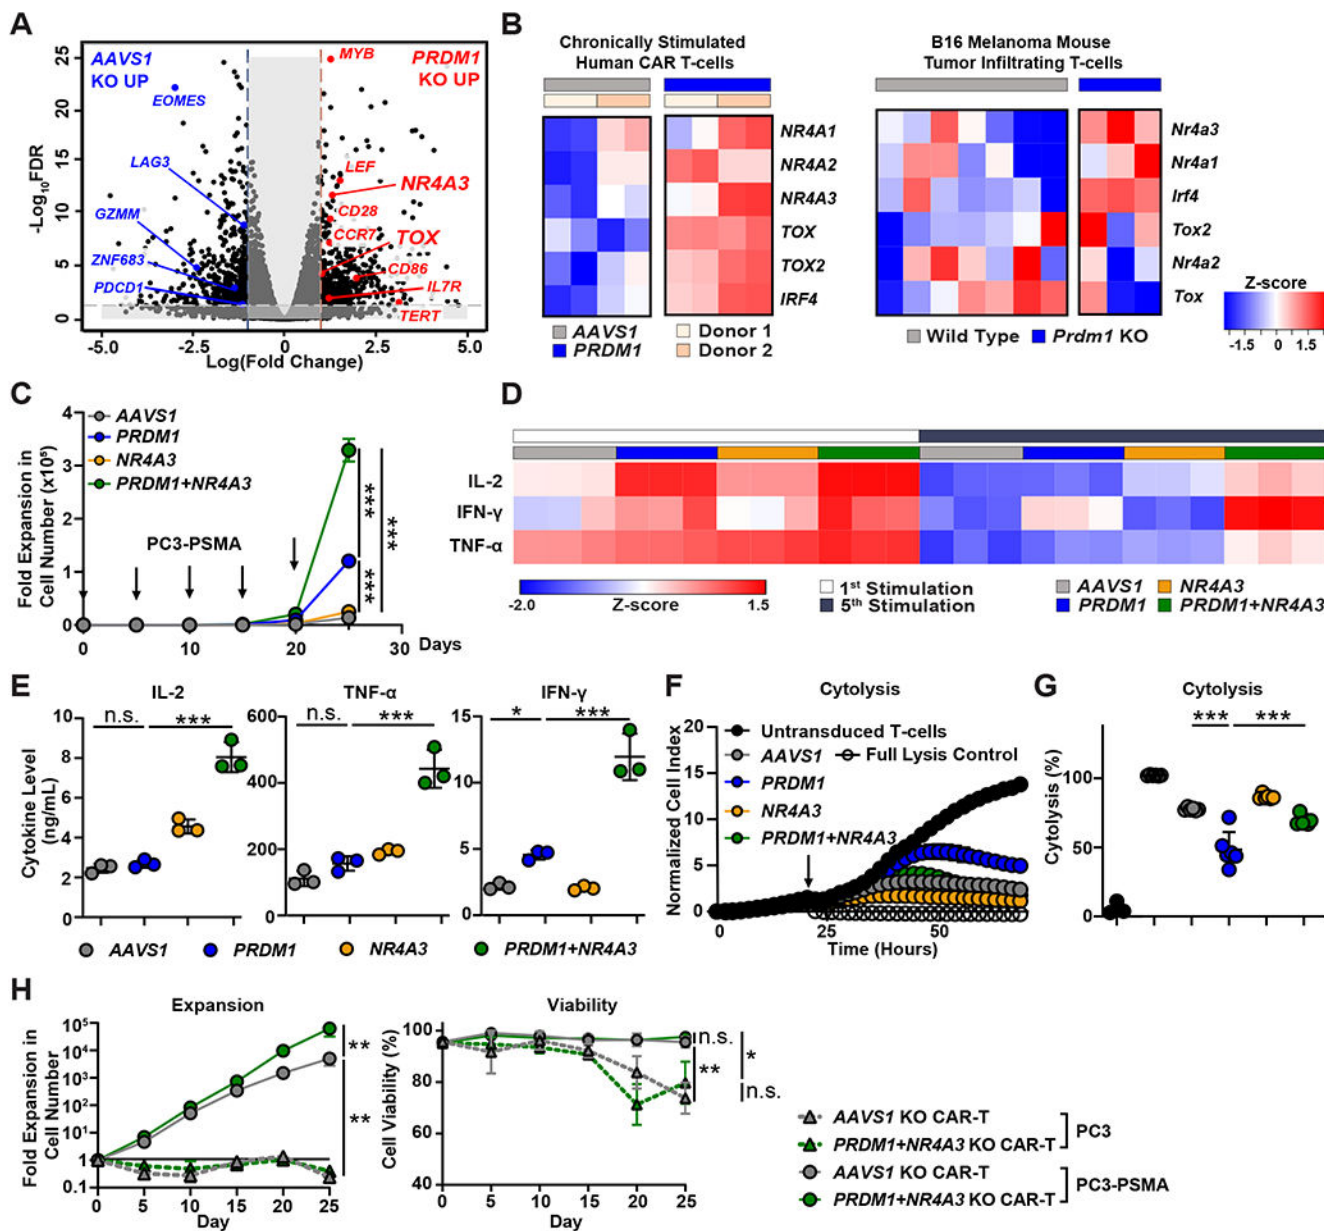 A
AAVS1
KO UP
PRDM1
KO UP
MYB
EOMES
LAG3
LEF
NR4A3
GZMM
CD28
CCR7
TOX
ZNF683
CD86
PDCD1
IL7R
TERT
25
20
15
10
5
0
-Log10FDR
-5.0 -2.5 0 2.5 5.0
Log(Fold Change)
B
Chronically Stimulated
Human CAR T-cells
NR4A1
NR4A2
NR4A3
TOX
TOX2
IRF4
AAVS1
PRDM1
Donor 1
Donor 2
B16 Melanoma Mouse
Tumor Infiltrating T-cells
Nr4a3
Nr4a1
Irf4
Tox2
Nr4a2
Tox
Wild Type
Prdm1 KO
Z-score
-1.5 0 1.5
C
AAVS1
PRDM1
NR4A3
PRDM1+NR4A3
PC3-PSMA
Fold Expansion in
Cell Number (x10⁵)
4
3
2
1
0
0 10 20 30
Days
***
***
***
D
IL-2
IFN-γ
TNF-α
-2.0 Z-score 1.5
1st Stimulation
5th Stimulation
AAVS1
PRDM1
NR4A3
PRDM1+NR4A3
E
IL-2
n.s. ***
Cytokine Level
(ng/mL)
10
8
6
4
2
0
TNF-α
n.s. ***
600
400
200
0
IFN-γ
* ***
15
10
5
0
AAVS1
PRDM1
NR4A3
PRDM1+NR4A3
F
Cytolysis
Untransduced T-cells
AAVS1
Full Lysis Control
PRDM1
NR4A3
PRDM1+NR4A3
Normalized Cell Index
20
15
10
5
0
0 25 50
Time (Hours)
G
Cytolysis
*** ***
Cytolysis (%)
100
50
0
H
Expansion
Fold Expansion in
Cell Number
10⁵
10⁴
10³
10²
10¹
1
0.1
0 5 10 15 20 25
Day
**
**
Viability
Cell Viability (%)
100
80
60
40
0 5 10 15 20 25
Day
n.s.
**
*
n.s.
AAVS1 KO CAR-T
PRDM1+NR4A3 KO CAR-T
PC3
AAVS1 KO CAR-T
PRDM1+NR4A3 KO CAR-T
PC3-PSMA